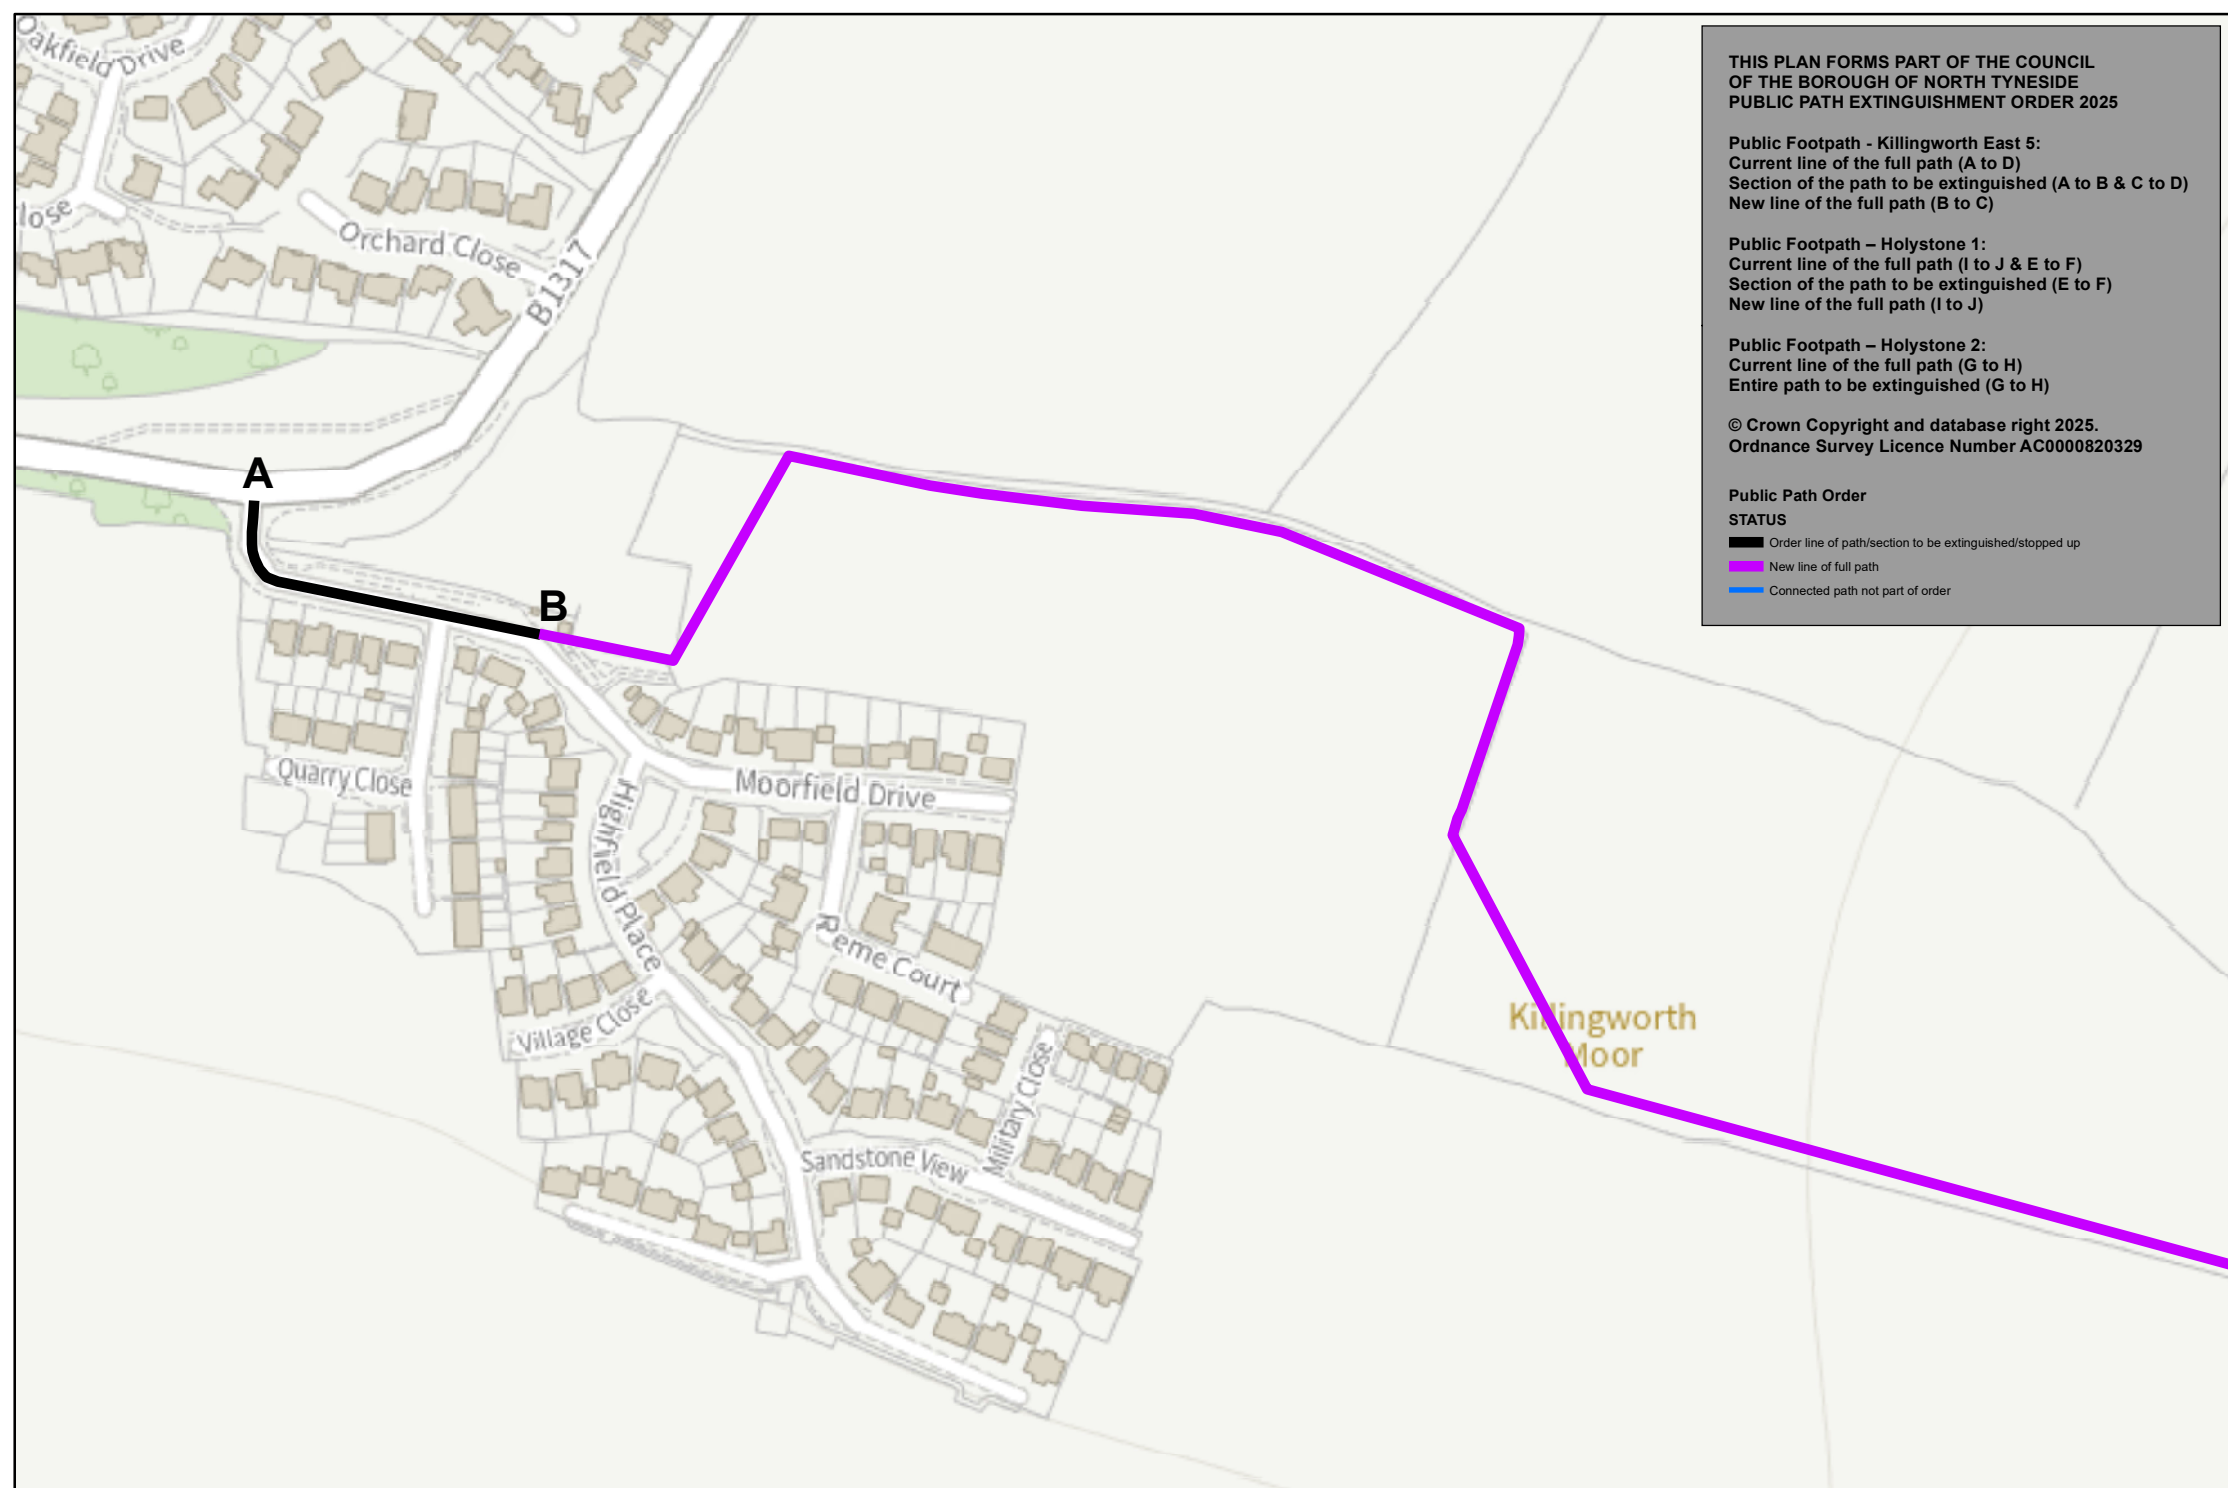 Oakfield Drive
Close
Orchard Close
B1317
A
B
Quarry Close
Moorfield Drive
Highfield Place
Reme Court
Village Close
Military Close
Sandstone View
Killingworth
Moor
THIS PLAN FORMS PART OF THE COUNCIL
OF THE BOROUGH OF NORTH TYNESIDE
PUBLIC PATH EXTINGUISHMENT ORDER 2025
Public Footpath - Killingworth East 5:
Current line of the full path (A to D)
Section of the path to be extinguished (A to B & C to D)
New line of the full path (B to C)
Public Footpath – Holystone 1:
Current line of the full path (I to J & E to F)
Section of the path to be extinguished (E to F)
New line of the full path (I to J)
Public Footpath – Holystone 2:
Current line of the full path (G to H)
Entire path to be extinguished (G to H)
© Crown Copyright and database right 2025.
Ordnance Survey Licence Number AC0000820329
Public Path Order
STATUS
Order line of path/section to be extinguished/stopped up
New line of full path
Connected path not part of order